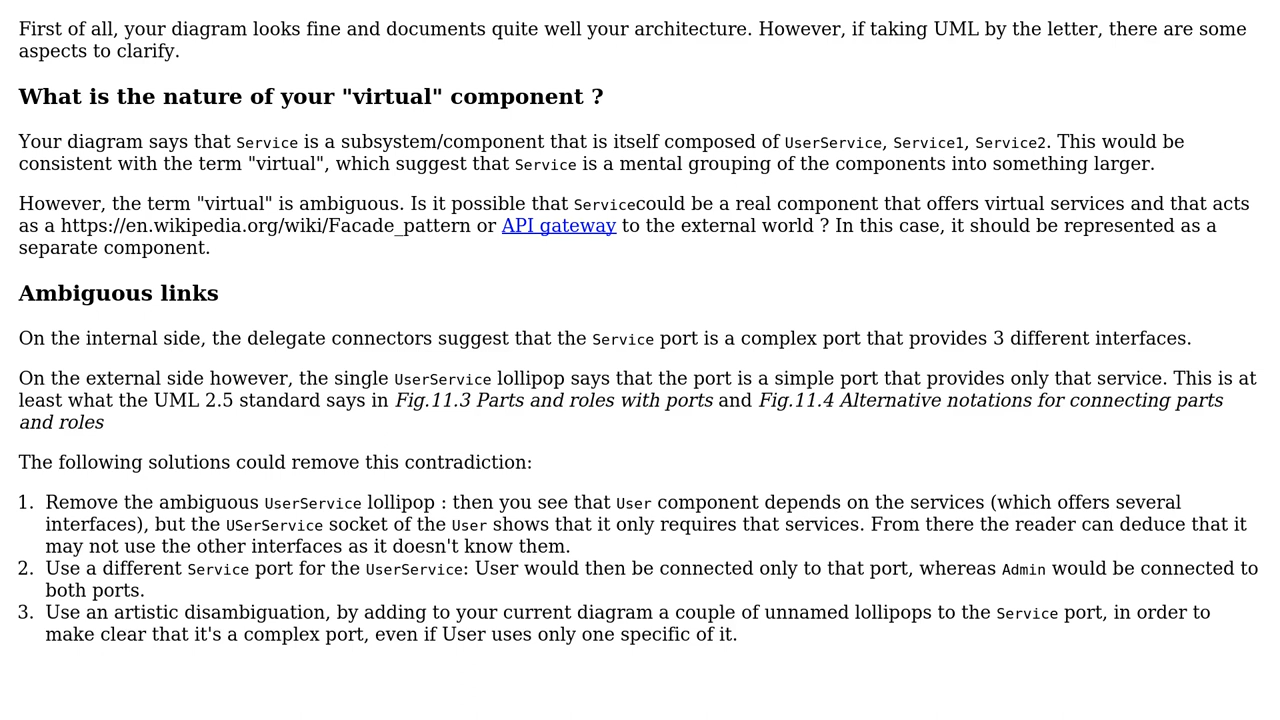 First of all, your diagram looks fine and documents quite well your architecture. However, if taking UML by the letter, there are some
aspects to clarify.
What is the nature of your "virtual" component ?
Your diagram says that Service is a subsystem/component that is itself composed of UserService, Service1, Service2. This would be
consistent with the term "virtual", which suggest that Service is a mental grouping of the components into something larger.
However, the term "virtual" is ambiguous. Is it possible that Servicecould be a real component that offers virtual services and that acts
as a https://en.wikipedia.org/wiki/Facade_pattern or API gateway to the external world ? In this case, it should be represented as a
separate component.
Ambiguous links
On the internal side, the delegate connectors suggest that the Service port is a complex port that provides 3 different interfaces.
On the external side however, the single UserService lollipop says that the port is a simple port that provides only that service. This is at
least what the UML 2.5 standard says in Fig.11.3 Parts and roles with ports and Fig.11.4 Alternative notations for connecting parts
and roles
The following solutions could remove this contradiction:
1. Remove the ambiguous UserService lollipop : then you see that User component depends on the services (which offers several
interfaces), but the USerService socket of the User shows that it only requires that services. From there the reader can deduce that it
may not use the other interfaces as it doesn't know them.
2. Use a different Service port for the UserService: User would then be connected only to that port, whereas Admin would be connected to
both ports.
3. Use an artistic disambiguation, by adding to your current diagram a couple of unnamed lollipops to the Service port, in order to
make clear that it's a complex port, even if User uses only one specific of it.